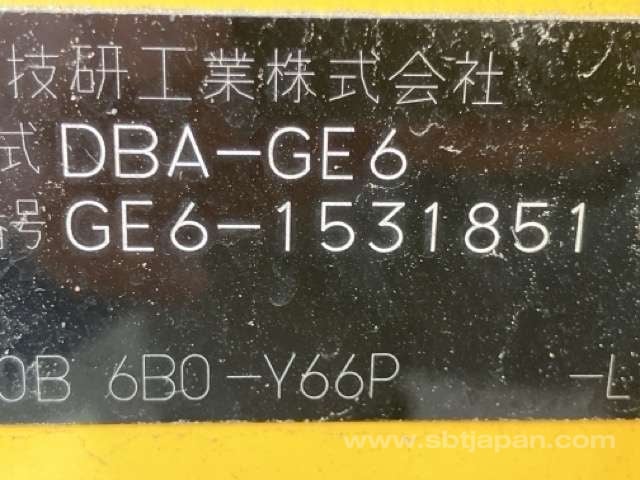 技研工業株式会社
式 DBA-GE6
号 GE6-1531851
0B 6B0-Y66P -L
www.sbtjapan.com